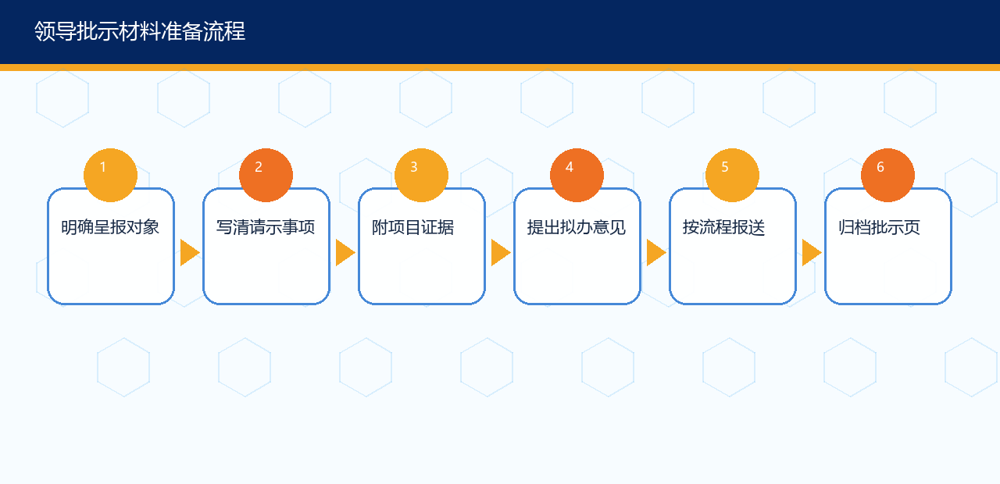 领导批示材料准备流程
1
明确呈报对象
2
写清请示事项
3
附项目证据
4
提出拟办意见
5
按流程报送
6
归档批示页